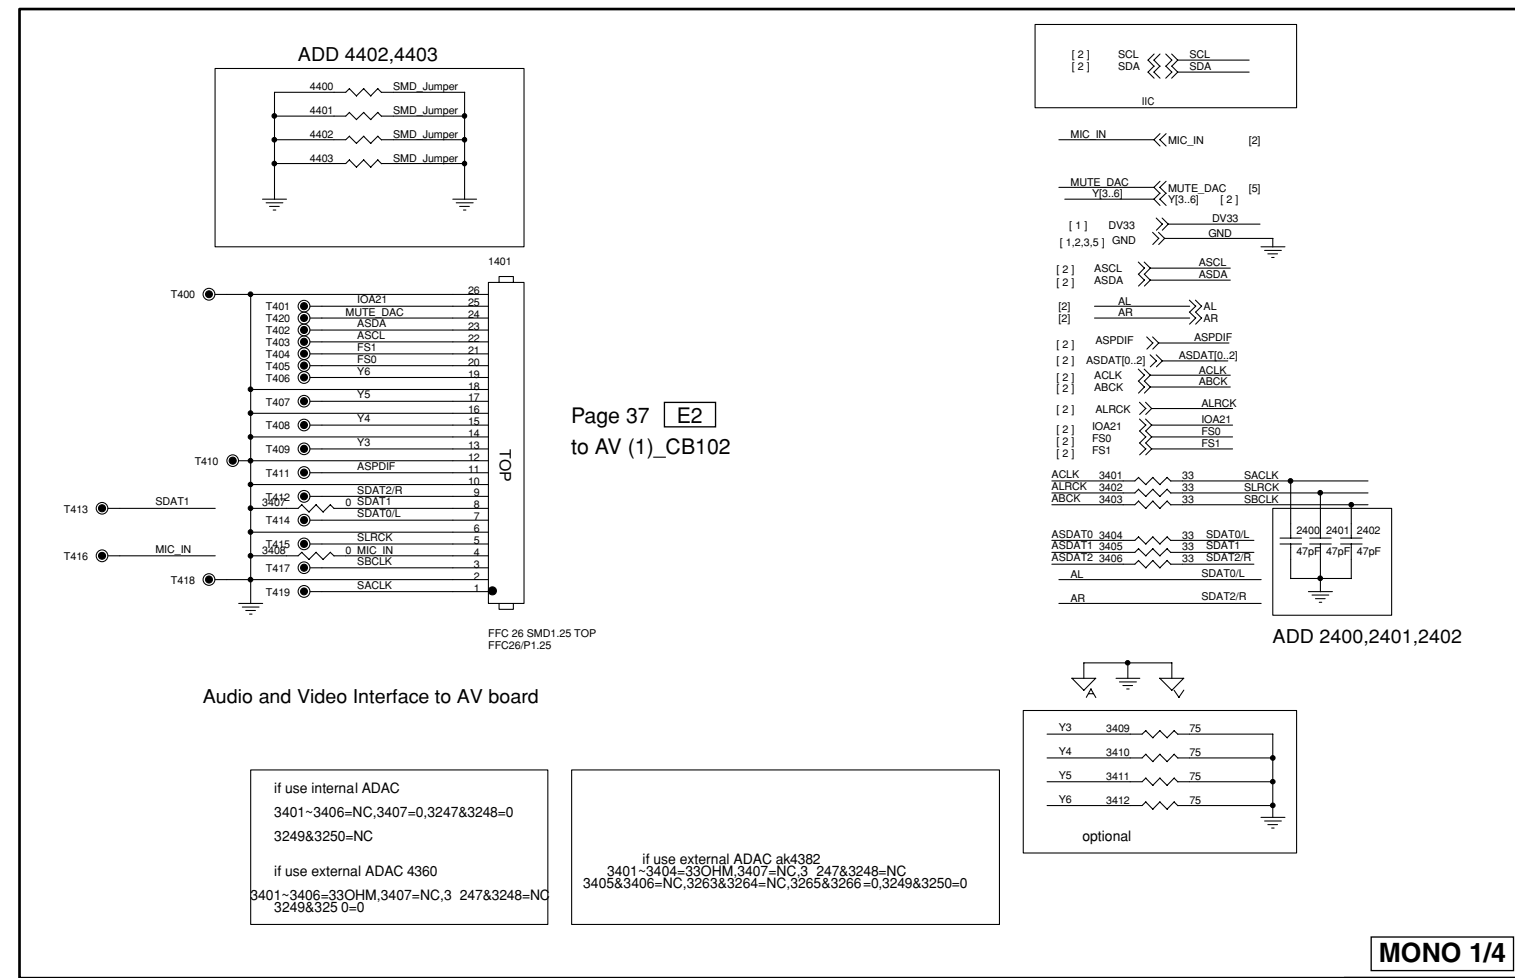 ADD 4402,4403
4400 SMD_Jumper
4401 SMD_Jumper
4402 SMD_Jumper
4403 SMD_Jumper
[ 2 ] SCL SCL
[ 2 ] SDA SDA
IIC
MIC_IN MIC_IN [2]
MUTE_DAC MUTE_DAC [5]
Y[3..6] Y[3..6] [ 2 ]
[ 1 ] DV33 DV33
[ 1,2,3,5 ] GND GND
[ 2 ] ASCL ASCL
[ 2 ] ASDA ASDA
[2] AL AL
[2] AR AR
[ 2 ] ASPDIF ASPDIF
[ 2 ] ASDAT[0..2] ASDAT[0..2]
[ 2 ] ACLK ACLK
[ 2 ] ABCK ABCK
[ 2 ] ALRCK ALRCK
[ 2 ] IOA21 IOA21
[ 2 ] FS0 FS0
[ 2 ] FS1 FS1
ACLK 3401 33 SACLK
ALRCK 3402 33 SLRCK
ABCK 3403 33 SBCLK
2400 2401 2402
47pF 47pF 47pF
ASDAT0 3404 33 SDAT0/L
ASDAT1 3405 33 SDAT1
ASDAT2 3406 33 SDAT2/R
AL SDAT0/L
AR SDAT2/R
ADD 2400,2401,2402
1401
T400 26
T401 IOA21 25
T420 MUTE_DAC 24
T402 ASDA 23
T403 ASCL 22
T404 FS1 21
T405 FS0 20
T406 Y6 19
18
T407 Y5 17
16
T408 Y4 15
14
T409 Y3 13
T410 12
T411 ASPDIF 11
10
T412 SDAT2/R 9
T413 SDAT1 3407 0 SDAT1 8
T414 SDAT0/L 7
6
T415 SLRCK 5
T416 MIC_IN 3408 0 MIC_IN 4
T417 SBCLK 3
T418 2
T419 SACLK 1
TOP
FFC 26 SMD1.25 TOP
FFC26/P1.25
Page 37 E2
to AV (1)_CB102
Audio and Video Interface to AV board
A V
Y3 3409 75
Y4 3410 75
Y5 3411 75
Y6 3412 75
optional
if use internal ADAC
3401~3406=NC,3407=0,3247&3248=0
3249&3250=NC
if use external ADAC 4360
3401~3406=33OHM,3407=NC,3 247&3248=NC
3249&325 0=0
if use external ADAC ak4382
3401~3404=33OHM,3407=NC,3 247&3248=NC
3405&3406=NC,3263&3264=NC,3265&3266=0,3249&3250=0
MONO 1/4